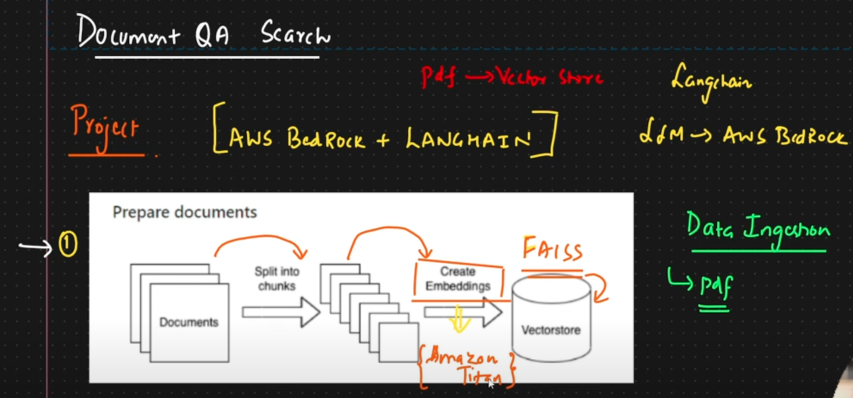 DOCUMENT QA SEARCH
Pdf → Vector Store
Langchain
Project
[AWS BEDROCK + LANGHAIN]
LLM → AWS BEDROCK
→ ①
Prepare documents
Data Ingestion
↳ Pdf
FAISS
Split into
chunks
Create
Embeddings
Documents
Vectorstore
{Amazon
Titan}